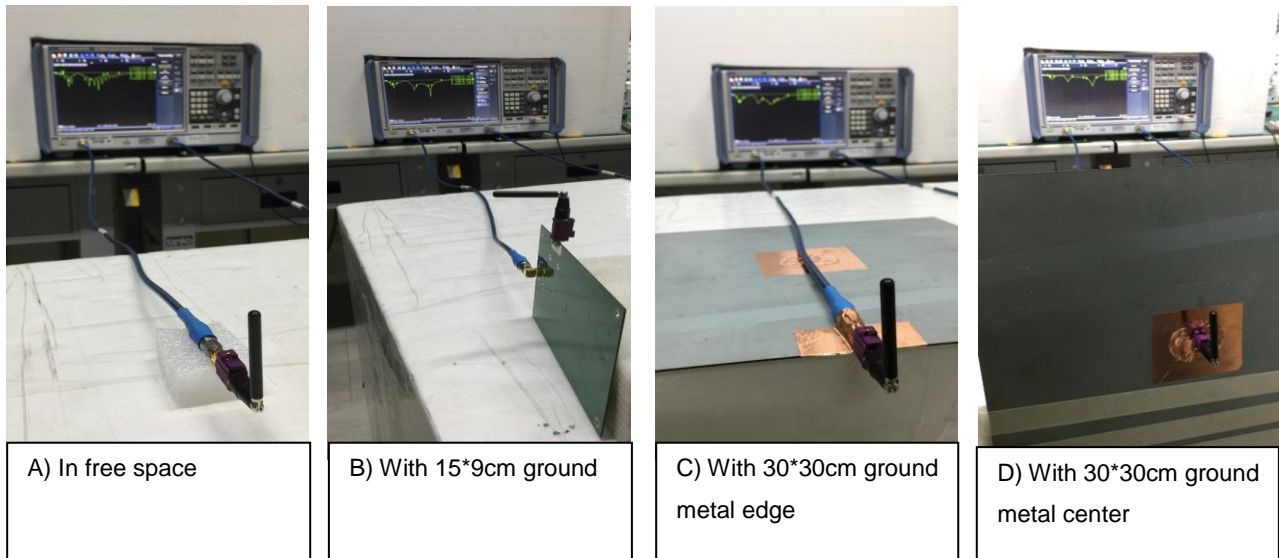 A) In free space
B) With 15*9cm ground
C) With 30*30cm ground
metal edge
D) With 30*30cm ground
metal center